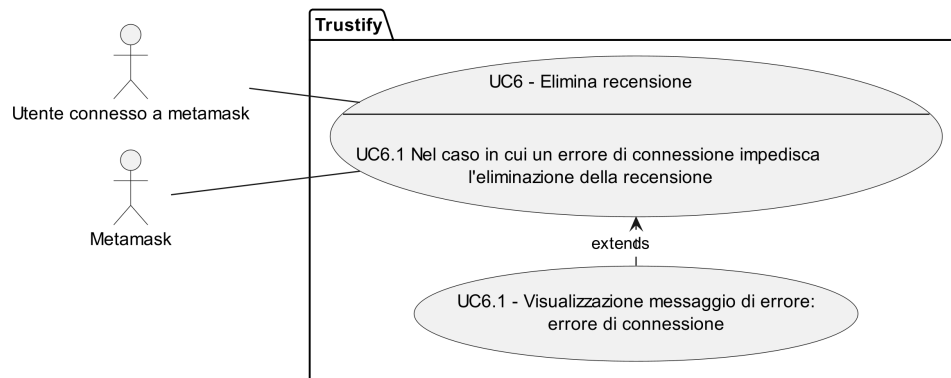 Trustify
UC6 - Elimina recensione
Utente connesso a metamask
UC6.1 Nel caso in cui un errore di connessione impedisca
l'eliminazione della recensione
Metamask
extends
UC6.1 - Visualizzazione messaggio di errore:
errore di connessione